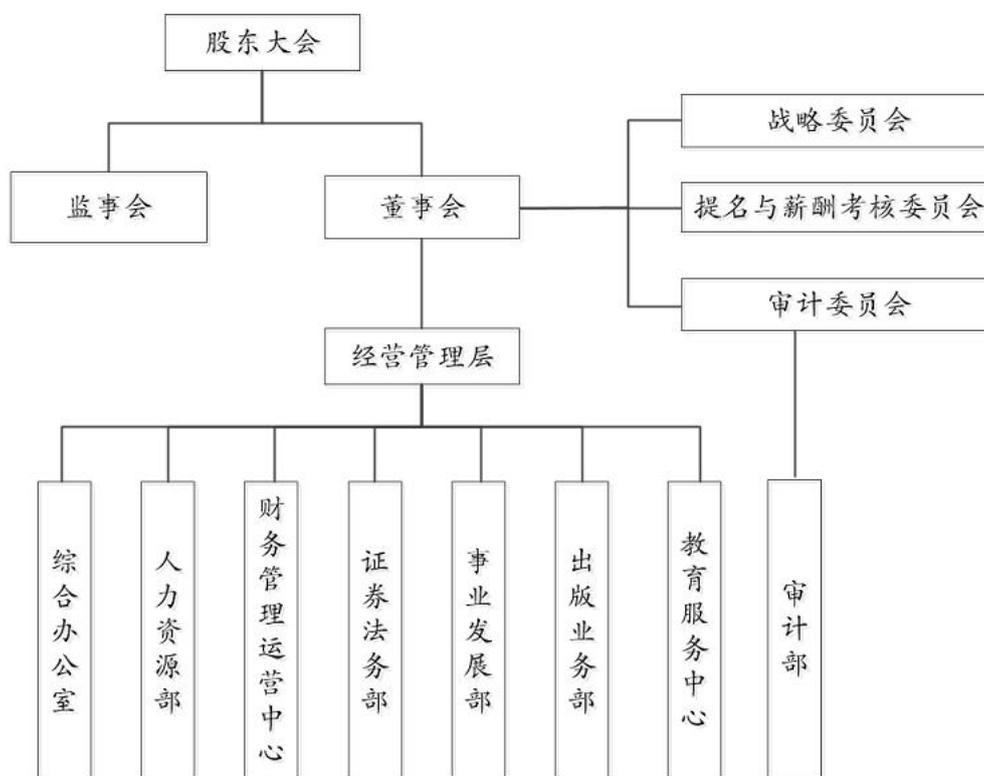 股东大会
战略委员会
监事会
董事会
提名与薪酬考核委员会
审计委员会
经营管理层
综合办公室
人力资源部
财务管理运营中心
证券法务部
事业发展部
出版业务部
教育服务中心
审计部